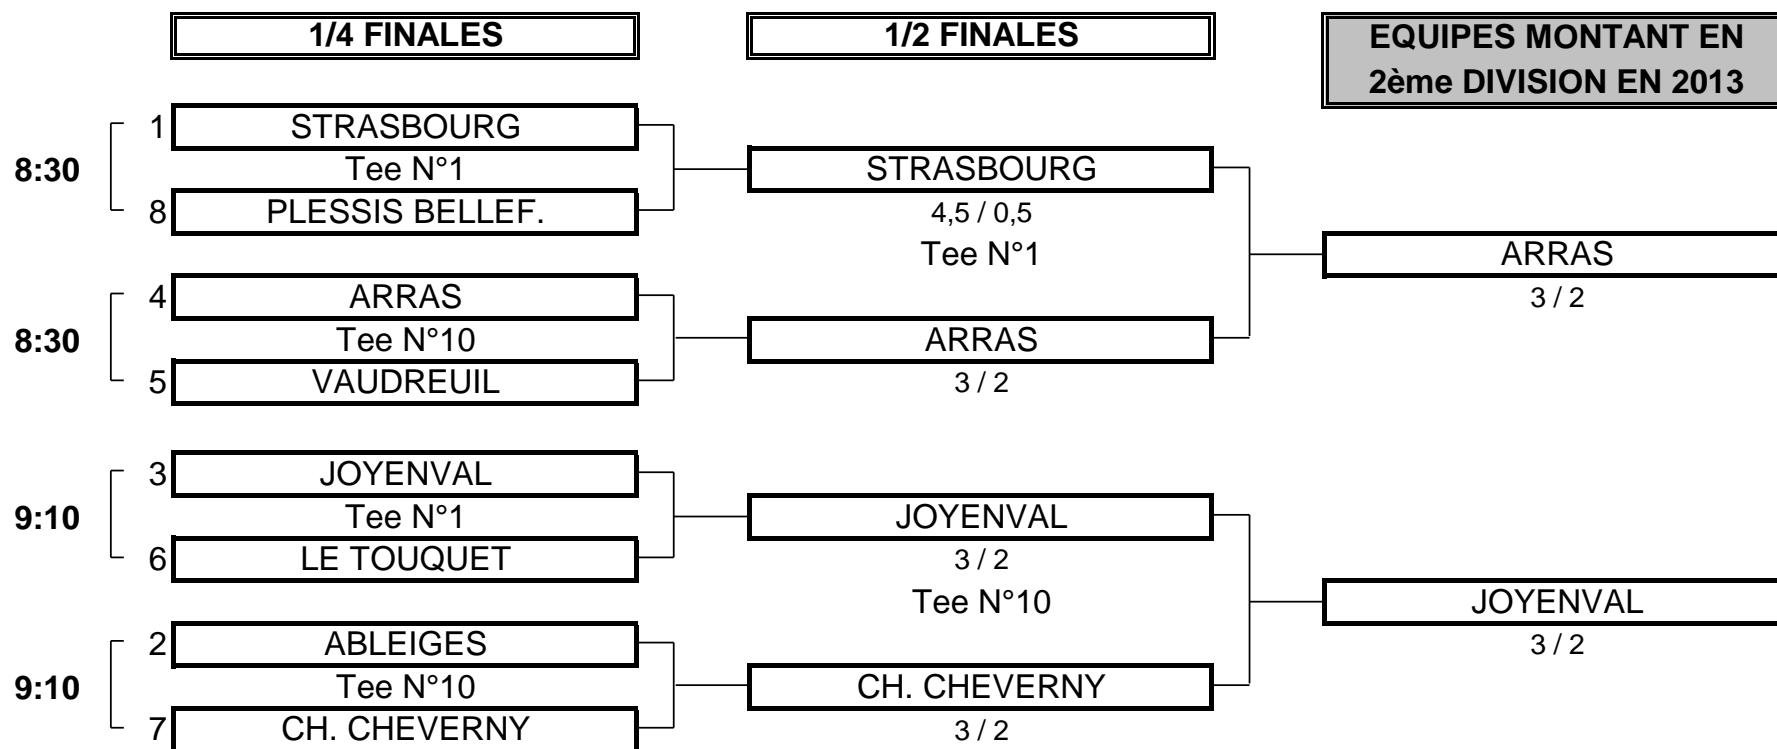 1/4 FINALES
1/2 FINALES
EQUIPES MONTANT EN
2ème DIVISION EN 2013
8:30
1 STRASBOURG
Tee N°1
8 PLESSIS BELLEF.
STRASBOURG
4,5 / 0,5
Tee N°1
8:30
4 ARRAS
Tee N°10
5 VAUDREUIL
ARRAS
3 / 2
ARRAS
3 / 2
9:10
3 JOYENVAL
Tee N°1
6 LE TOUQUET
JOYENVAL
3 / 2
Tee N°10
9:10
2 ABLEIGES
Tee N°10
7 CH. CHEVERNY
CH. CHEVERNY
3 / 2
JOYENVAL
3 / 2